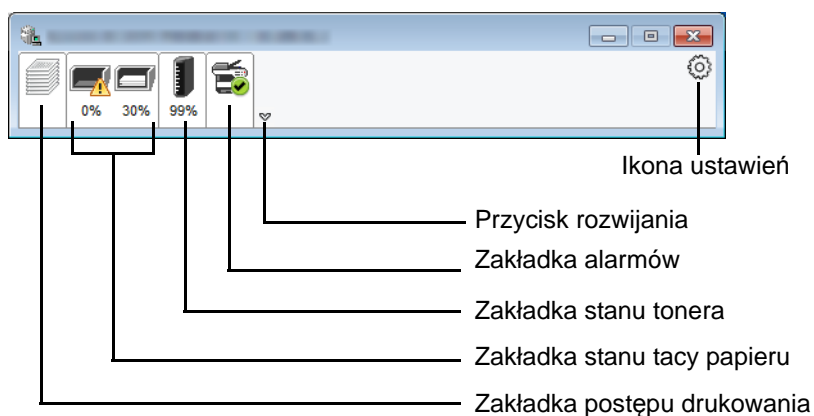 0% 30% 99%
Ikona ustawień
Przycisk rozwijania
Zakładka alarmów
Zakładka stanu tonera
Zakładka stanu tacy papieru
Zakładka postępu drukowania